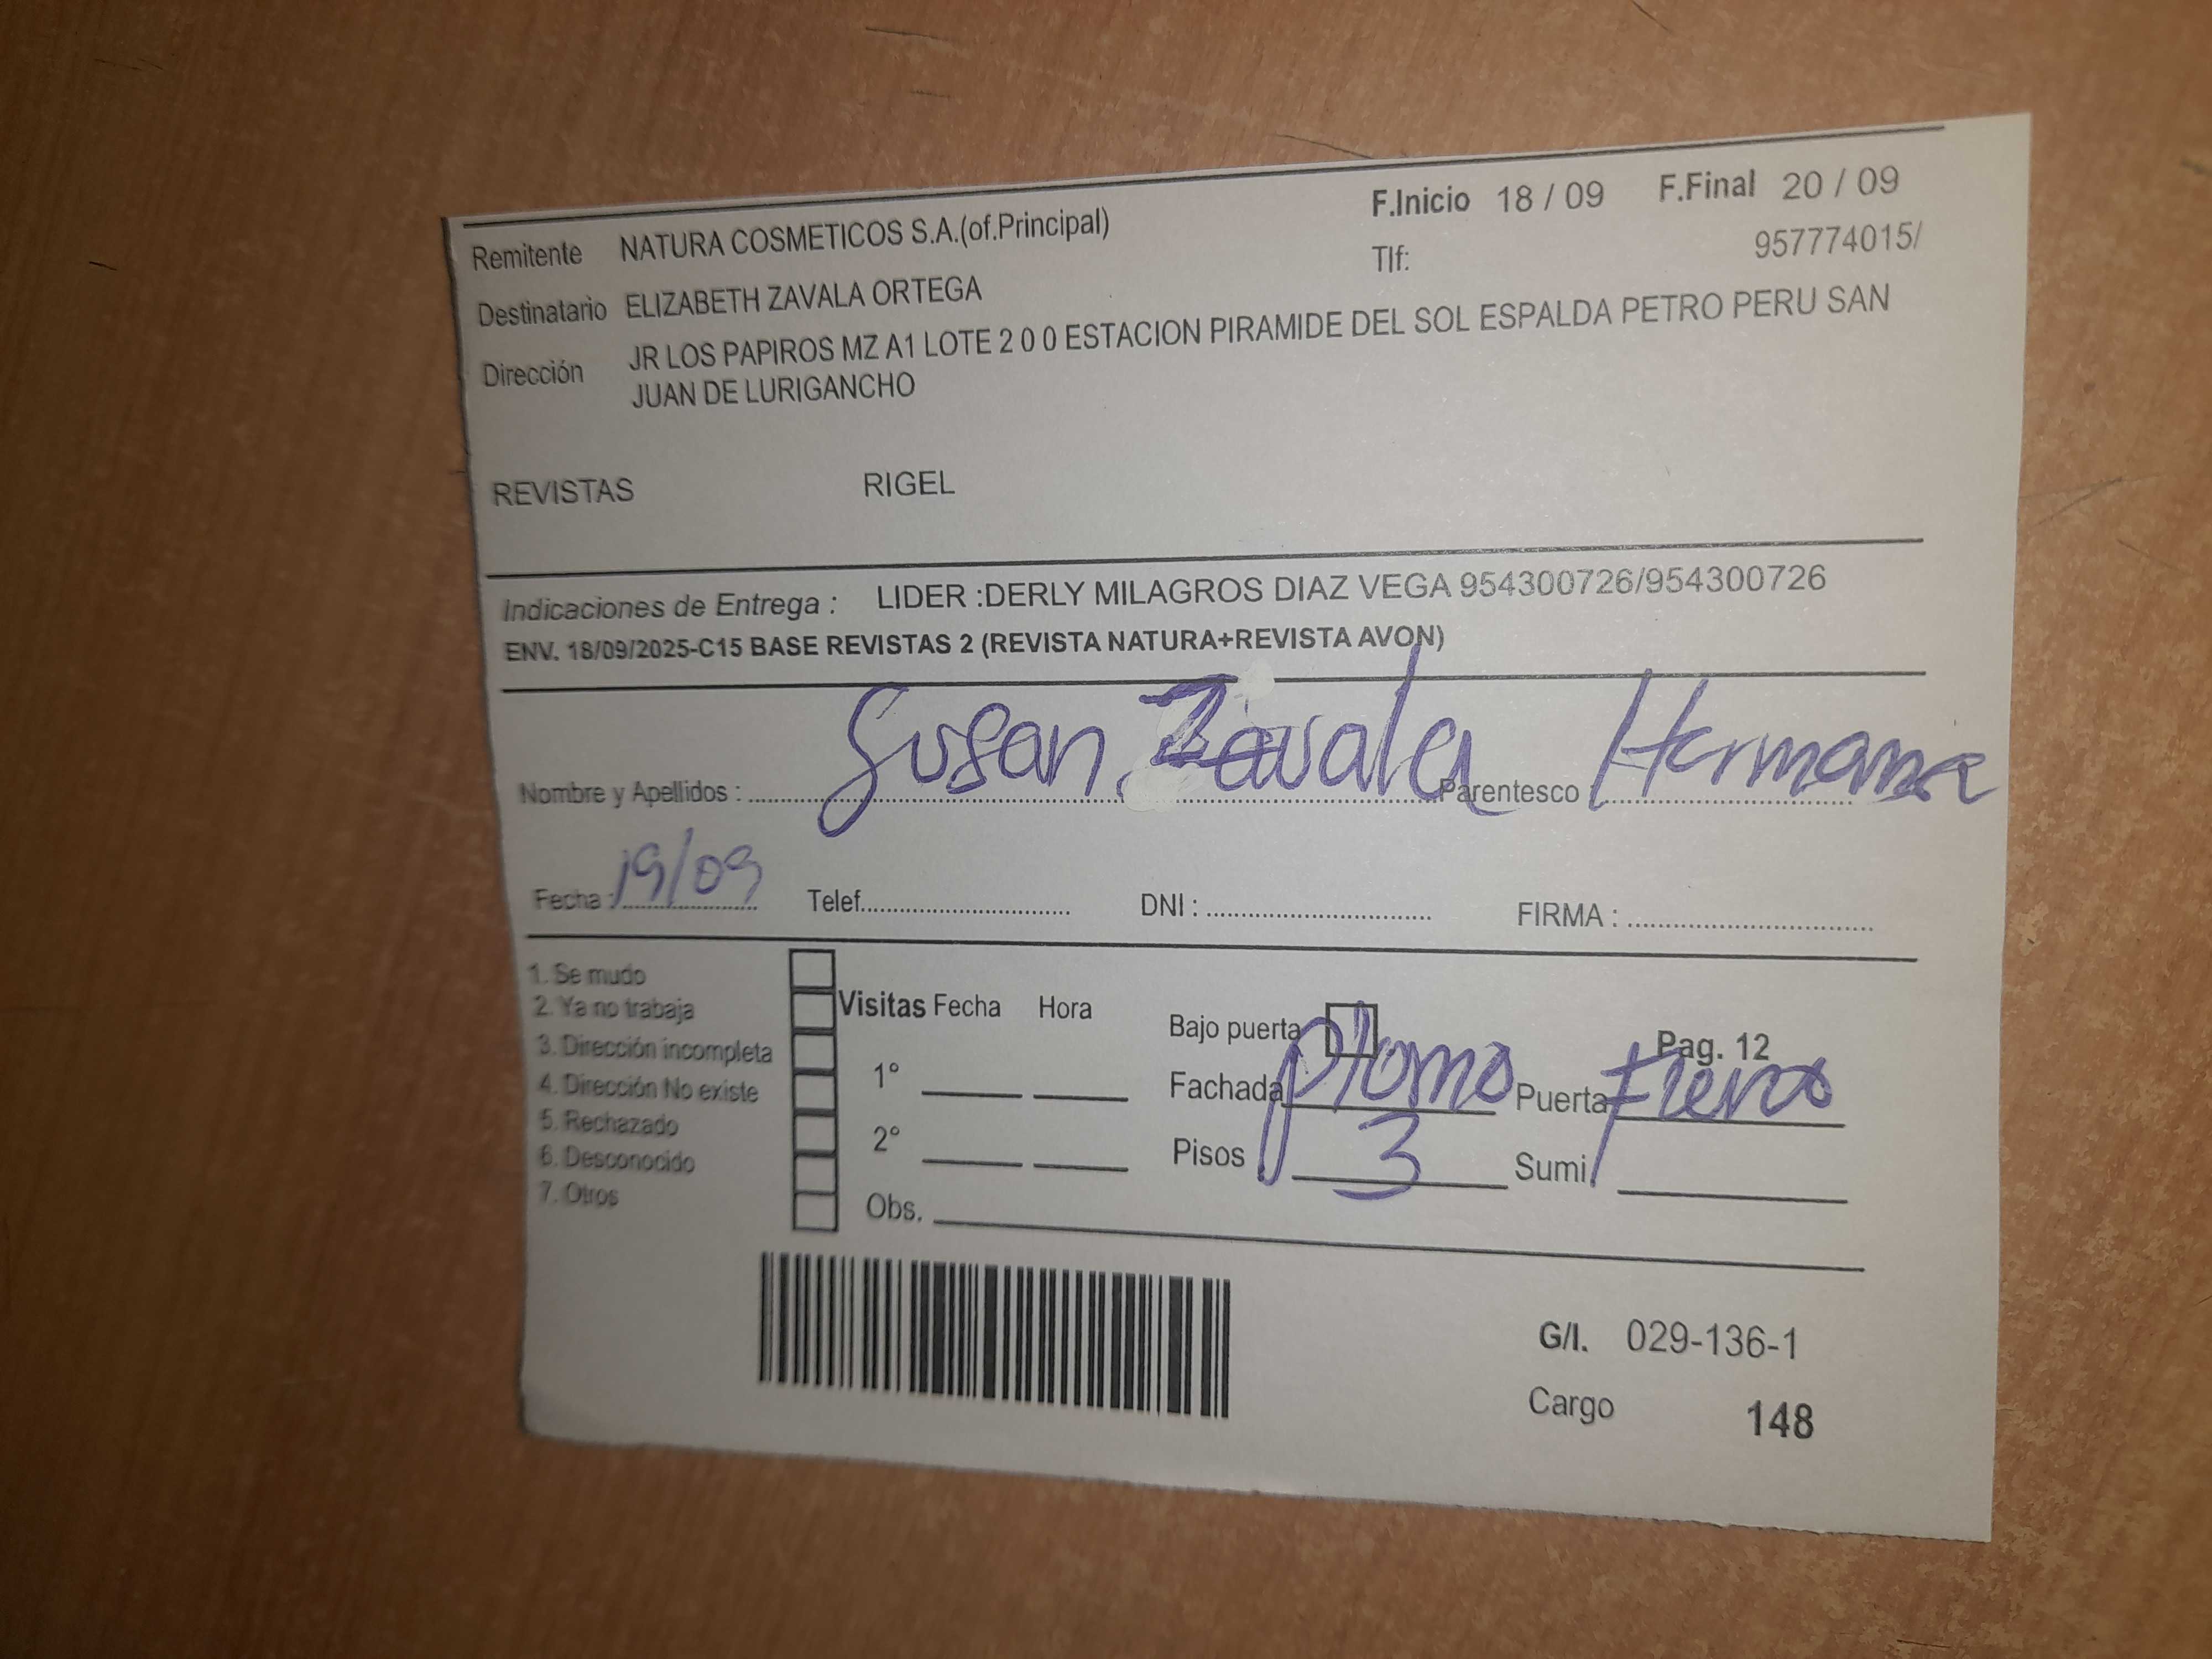 F.Inicio 18 / 09 F.Final 20 / 09
Remitente NATURA COSMETICOS S.A.(of.Principal) Tlf: 957774015/
Destinatario ELIZABETH ZAVALA ORTEGA
Dirección JR LOS PAPIROS MZ A1 LOTE 2 0 0 ESTACION PIRAMIDE DEL SOL ESPALDA PETRO PERU SAN
JUAN DE LURIGANCHO
REVISTAS RIGEL
Indicaciones de Entrega : LIDER :DERLY MILAGROS DIAZ VEGA 954300726/954300726
ENV. 18/09/2025-C15 BASE REVISTAS 2 (REVISTA NATURA+REVISTA AVON)
Nombre y Apellidos : Susan Zavala Parentesco Hermana
Fecha : 19/09 Telef. DNI : FIRMA :
1. Se mudo
2. Ya no trabaja
3. Dirección incompleta
4. Dirección No existe
5. Rechazado
6. Desconocido
7. Otros
Visitas Fecha Hora
1°
2°
Obs.
Bajo puerta Pag. 12
Fachada plomo Puerta Fierro
Pisos 3 Sumi
G/I. 029-136-1
Cargo 148